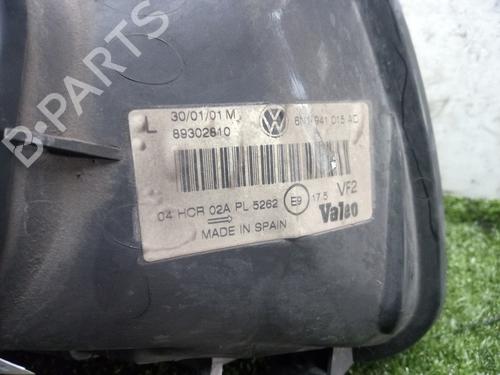 B-PARTS
30/01/01 M
L
89302810
6N1 941 015 AC
04 HCR 02A PL 5262 E9 17.5 VF2
MADE IN SPAIN
Valeo